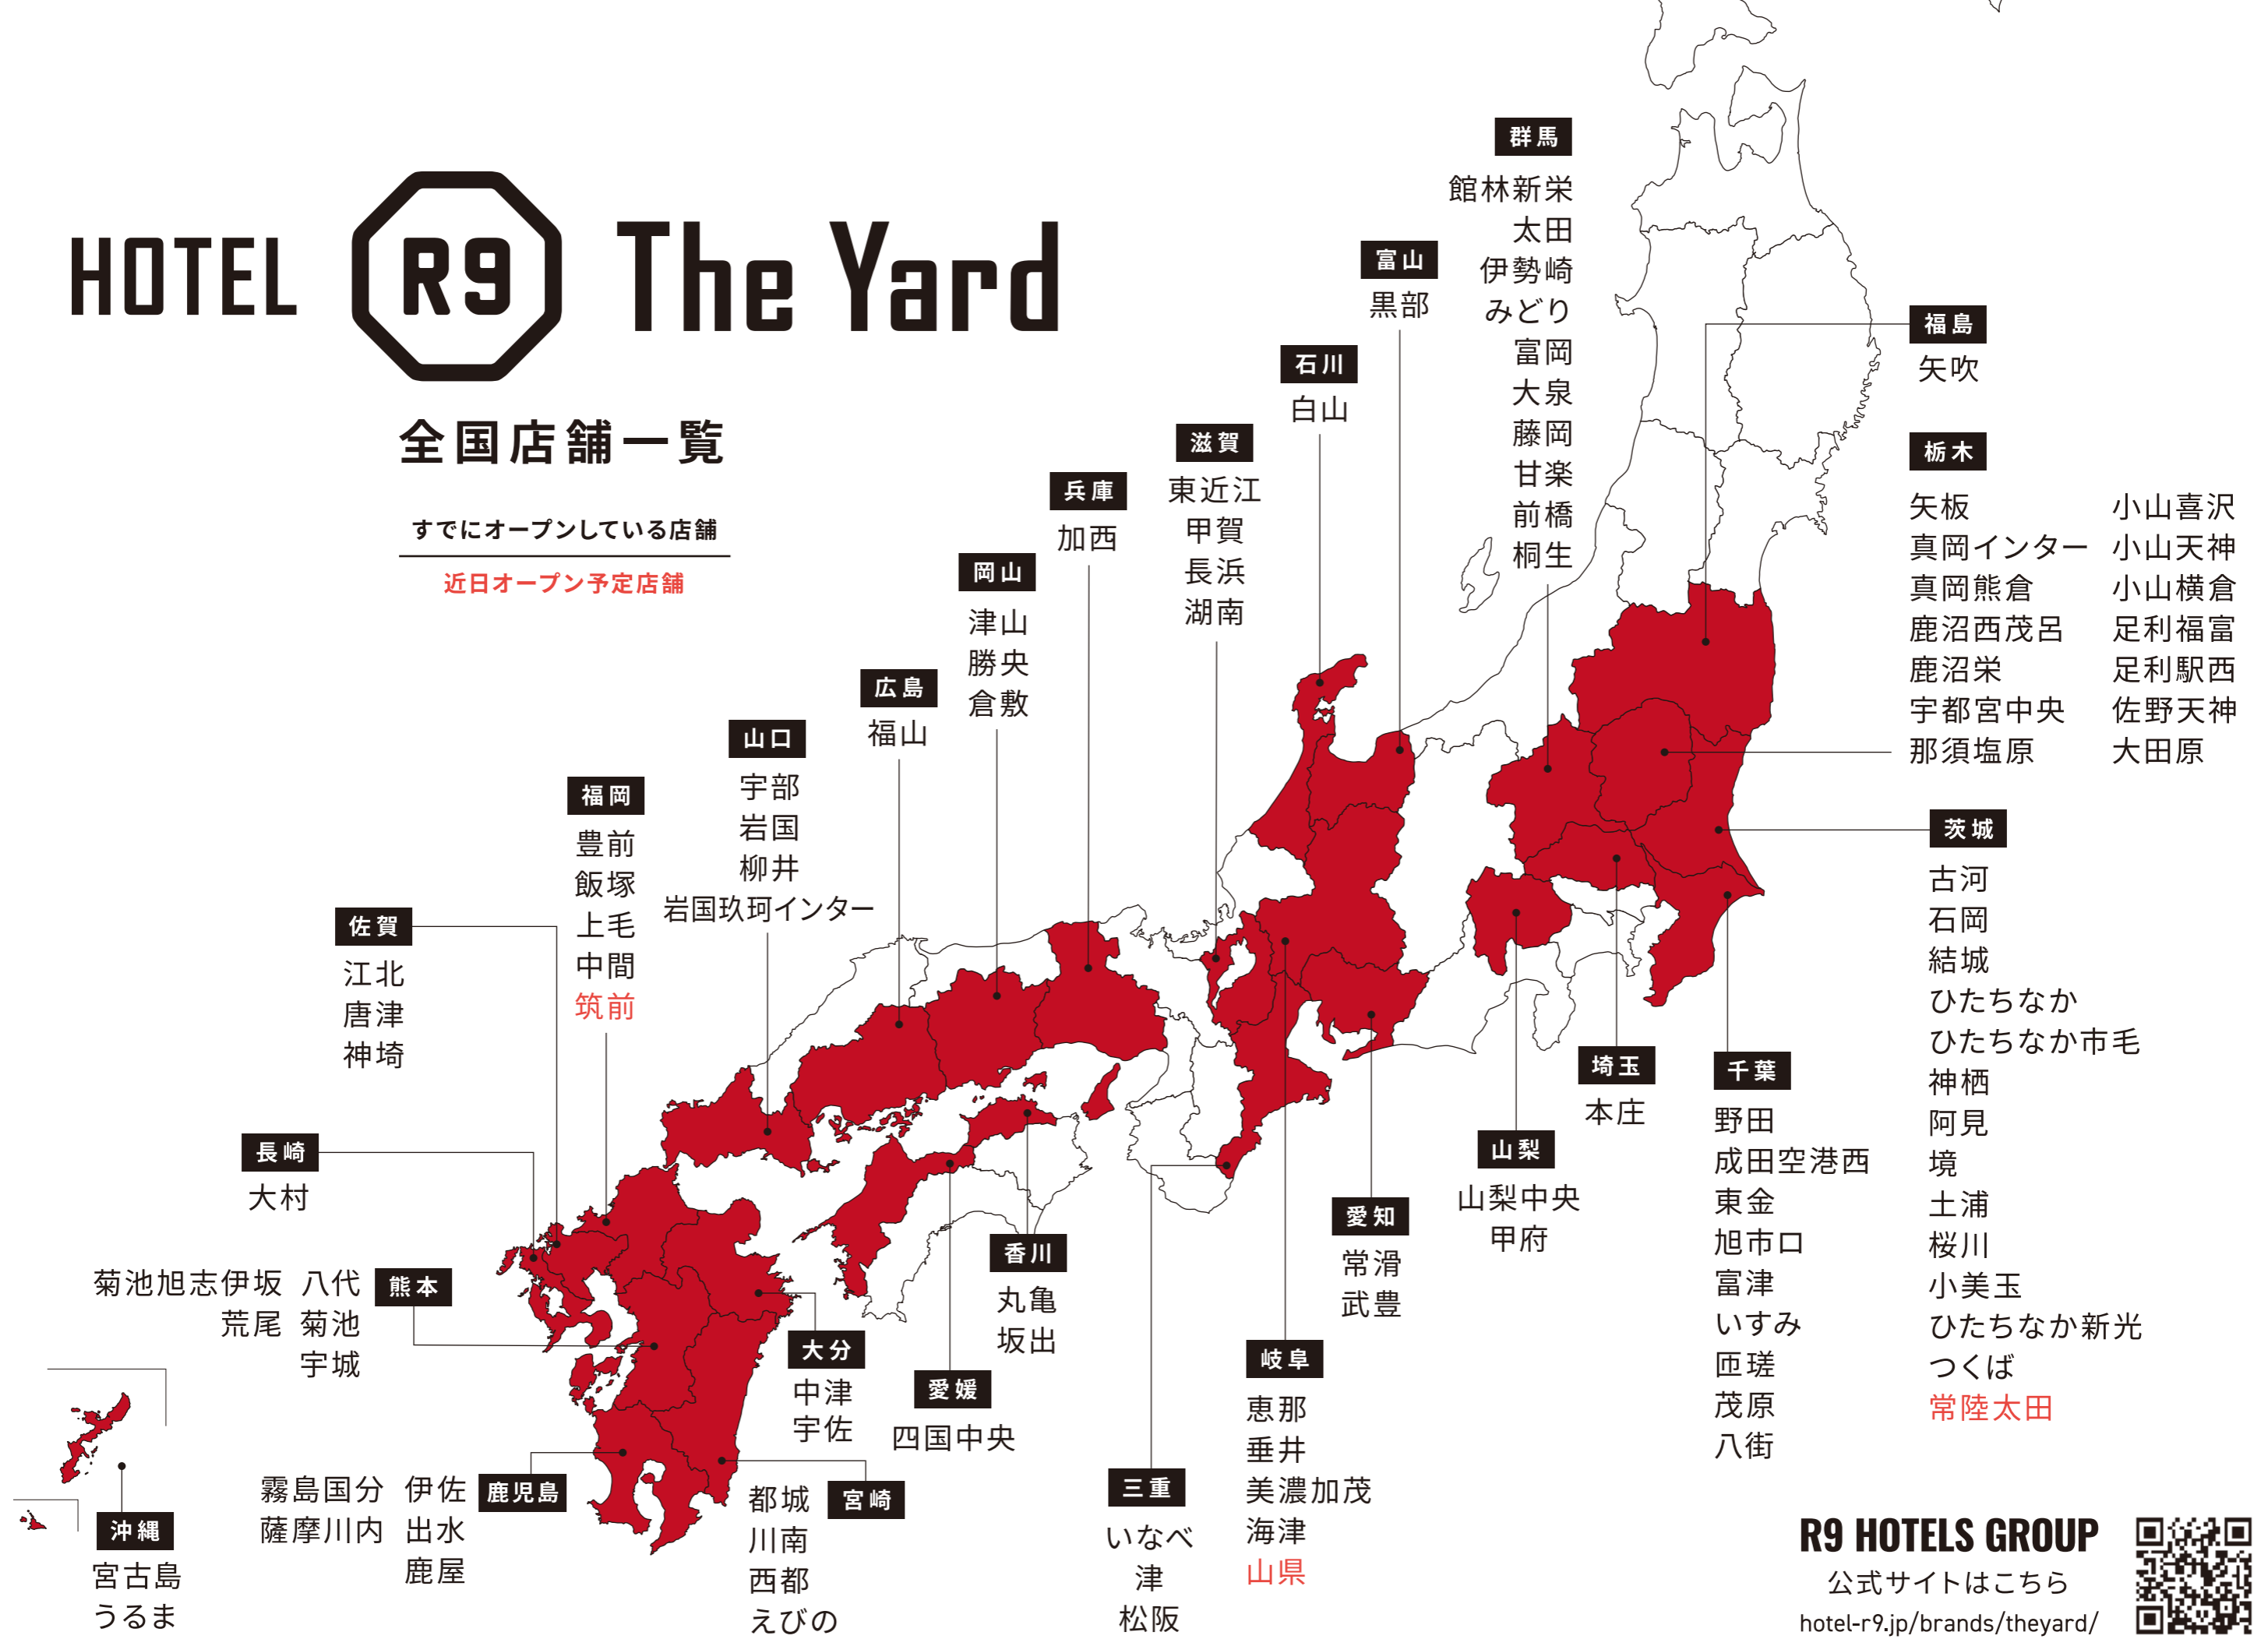 HOTEL R9 The Yard
全国店舗一覧
すでにオープンしている店舗
近日オープン予定店舗
群馬
館林新栄
太田
伊勢崎
みどり
富岡
大泉
藤岡
甘楽
前橋
桐生
富山
黒部
石川
白山
滋賀
東近江
甲賀
長浜
湖南
兵庫
加西
岡山
津山
勝央
倉敷
広島
福山
山口
宇部
岩国
柳井
岩国玖珂インター
福岡
豊前
飯塚
上毛
中間
筑前
佐賀
江北
唐津
神埼
長崎
大村
熊本
菊池旭志伊坂 八代
荒尾 菊池
宇城
鹿児島
霧島国分 伊佐
薩摩川内 出水
鹿屋
沖縄
宮古島
うるま
宮崎
都城
川南
西都
えびの
大分
中津
宇佐
愛媛
四国中央
香川
丸亀
坂出
三重
いなべ
津
松阪
岐阜
恵那
垂井
美濃加茂
海津
山県
愛知
常滑
武豊
山梨
山梨中央
甲府
埼玉
本庄
千葉
野田
成田空港西
東金
旭市口
富津
いすみ
匝瑳
茂原
八街
福島
矢吹
栃木
矢板 小山喜沢
真岡インター 小山天神
真岡熊倉 小山横倉
鹿沼西茂呂 足利福富
鹿沼栄 足利駅西
宇都宮中央 佐野天神
那須塩原 大田原
茨城
古河
石岡
結城
ひたちなか
ひたちなか市毛
神栖
阿見
境
土浦
桜川
小美玉
ひたちなか新光
つくば
常陸太田
R9 HOTELS GROUP
公式サイトはこちら
hotel-r9.jp/brands/theyard/